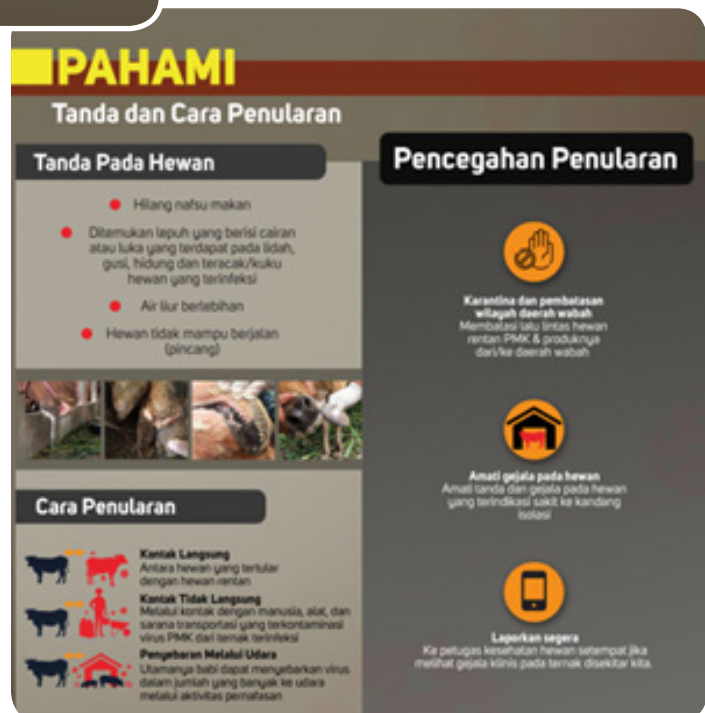 PAHAMI
Tanda dan Cara Penularan
Tanda Pada Hewan
Hilang nafsu makan
Ditemukan lepuh yang berisi cairan
atau luka yang terdapat pada lidah,
gusi, hidung dan teracak/kuku
hewan yang terinfeksi
Air liur berlebihan
Hewan tidak mampu berjalan
(pincang)
Cara Penularan
Kontak Langsung
Antara hewan yang tertular
dengan hewan rentan
Kontak Tidak Langsung
Melalui kontak dengan manusia, alat, dan
sarana transportasi yang terkontaminasi
virus PMK dari ternak terinfeksi
Penyebaran Melalui Udara
Utamanya babi dapat menyebarkan virus
dalam jumlah yang banyak ke udara
melalui aktivitas pernafasan
Pencegahan Penularan
Karantina dan pembatasan
wilayah daerah wabah
Membatasi lalu lintas hewan
rentan PMK & produknya
dari/ke daerah wabah
Amati gejala pada hewan
Amati tanda dan gejala pada hewan
yang terindikasi sakit ke kandang
isolasi
Laporkan segera
Ke petugas kesehatan hewan setempat jika
melihat gejala klinis pada ternak disekitar kita.